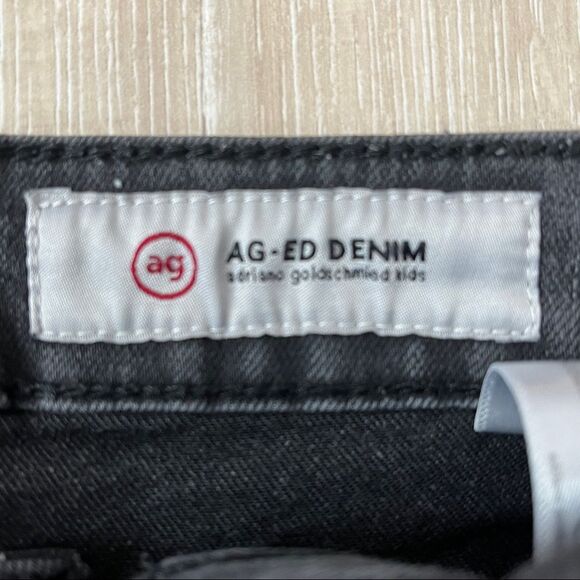 ag
AG-ED DENIM
adriano goldschmied kids